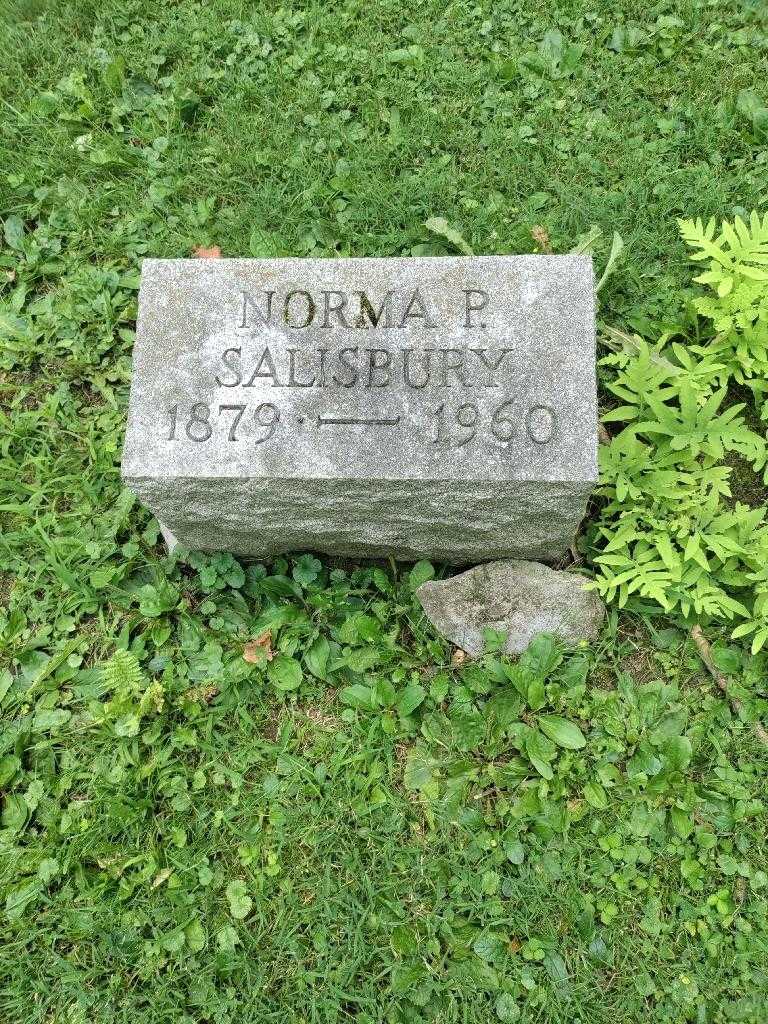 NORMA P.
SALISBURY
1879 · — 1960